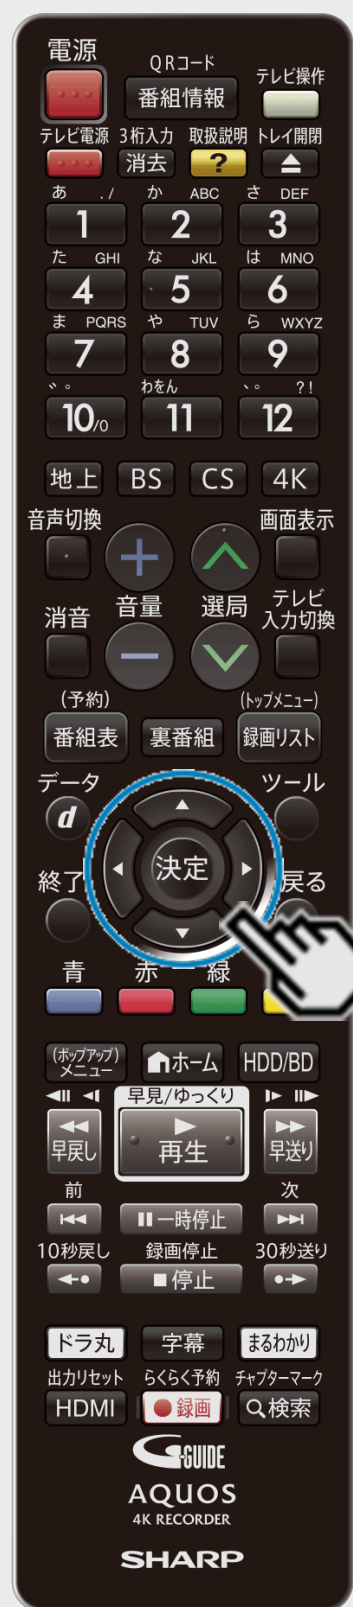 電源
QRコード
番組情報
テレビ操作
テレビ電源 3桁入力 取扱説明 トレイ開閉
消去 ?
あ ./ か ABC さ DEF
1 2 3
た GHI な JKL は MNO
4 5 6
ま PQRS や TUV ら WXYZ
7 8 9
゛゜ わをん 、。 ?!
10/0 11 12
地上 BS CS 4K
音声切換 画面表示
+
消音 音量 選局 テレビ入力切換
−
(予約) (トップメニュー)
番組表 裏番組 録画リスト
データ ツール
d
決定
終了 戻る
青 赤 緑
(ポップアップ)
メニュー ホーム HDD/BD
早見/ゆっくり
早戻し 再生 早送り
前 次
一時停止
10秒戻し 録画停止 30秒送り
停止
ドラ丸 字幕 まるわかり
出力リセット らくらく予約 チャプターマーク
HDMI 録画 検索
G-GUIDE
AQUOS
4K RECORDER
SHARP